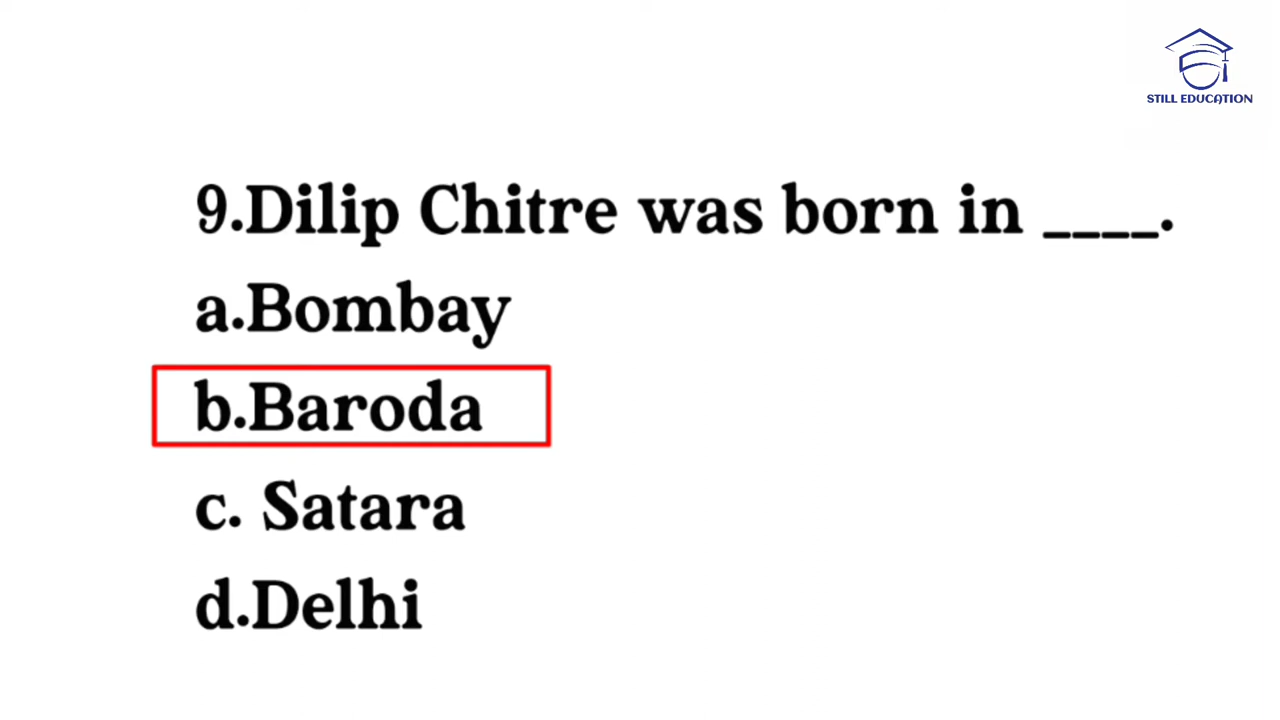 STILL EDUCATION
9.Dilip Chitre was born in ____.
a.Bombay
b.Baroda
c. Satara
d.Delhi